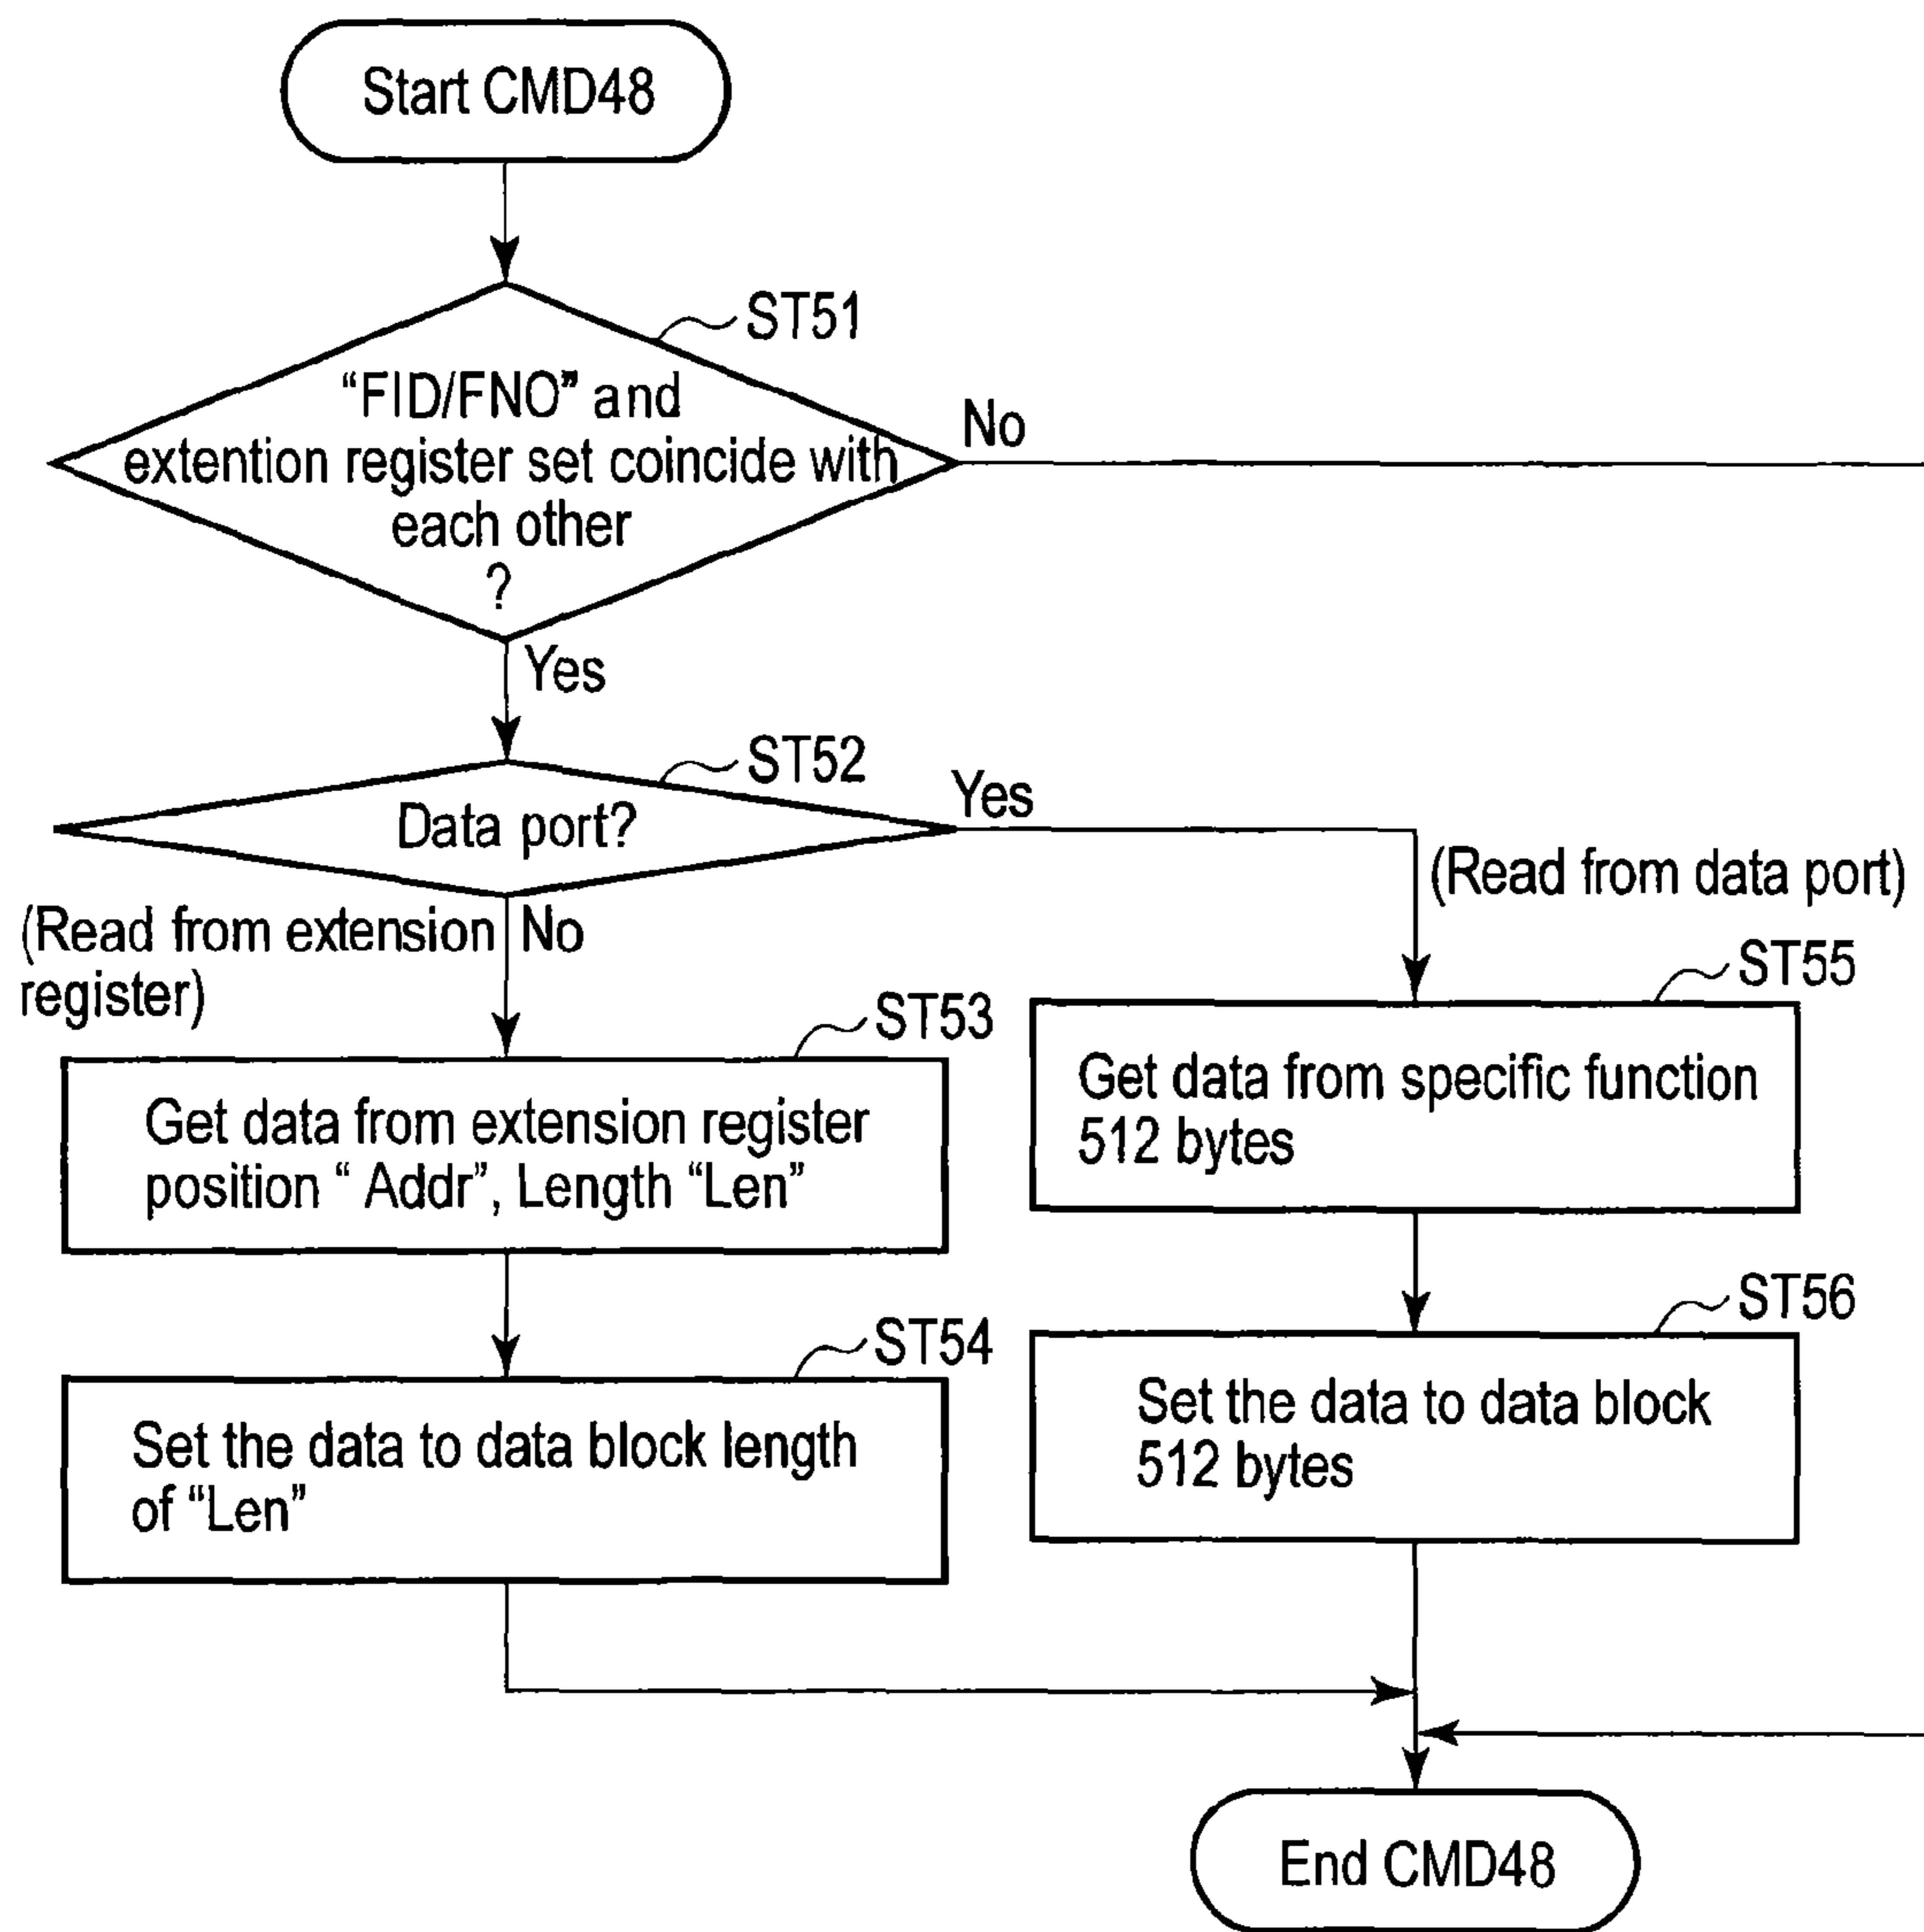 Start CMD48
ST51
“FID/FNO” and
extention register set coincide with
each other
?
No
Yes
ST52
Data port?
Yes
(Read from data port)
(Read from extension
register)
No
ST53
Get data from extension register
position “ Addr”, Length “Len”
ST55
Get data from specific function
512 bytes
ST54
Set the data to data block length
of “Len”
ST56
Set the data to data block
512 bytes
End CMD48